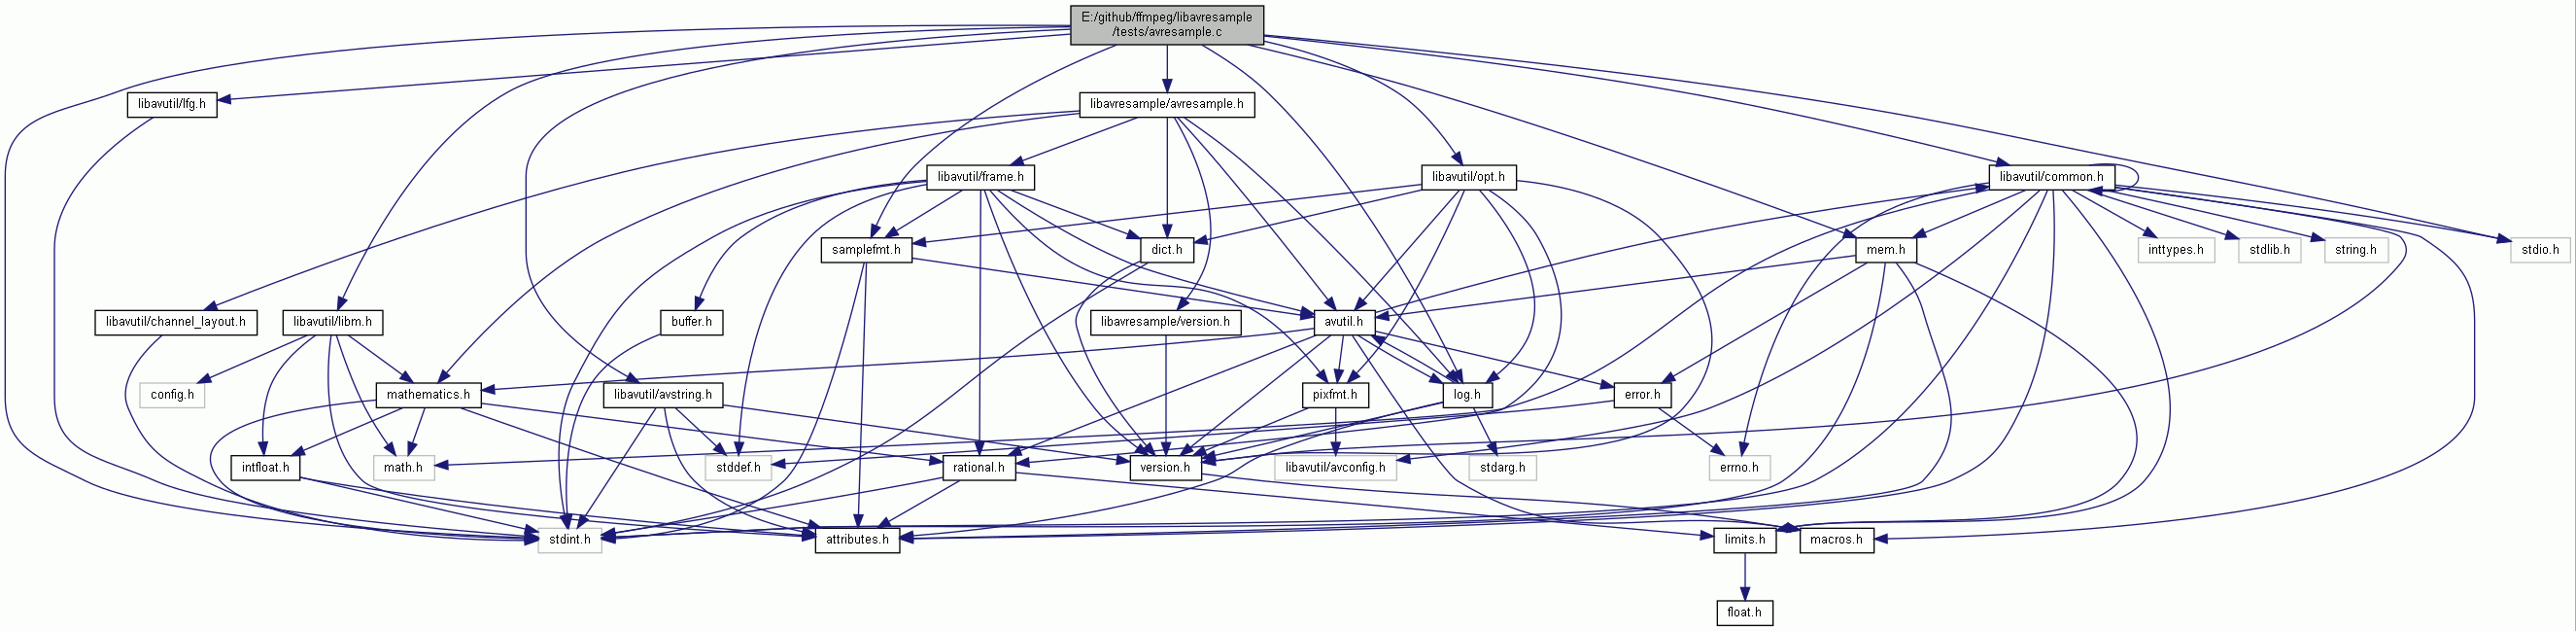 E:/github/ffmpeg/libavresample
/tests/avresample.c
libavutil/lfg.h
libavresample/avresample.h
libavutil/frame.h
libavutil/opt.h
libavutil/common.h
samplefmt.h
dict.h
mem.h
inttypes.h
stdlib.h
string.h
stdio.h
libavutil/channel_layout.h
libavutil/libm.h
buffer.h
libavresample/version.h
avutil.h
config.h
mathematics.h
libavutil/avstring.h
pixfmt.h
log.h
error.h
intfloat.h
math.h
stddef.h
rational.h
version.h
libavutil/avconfig.h
stdarg.h
errno.h
stdint.h
attributes.h
limits.h
macros.h
float.h